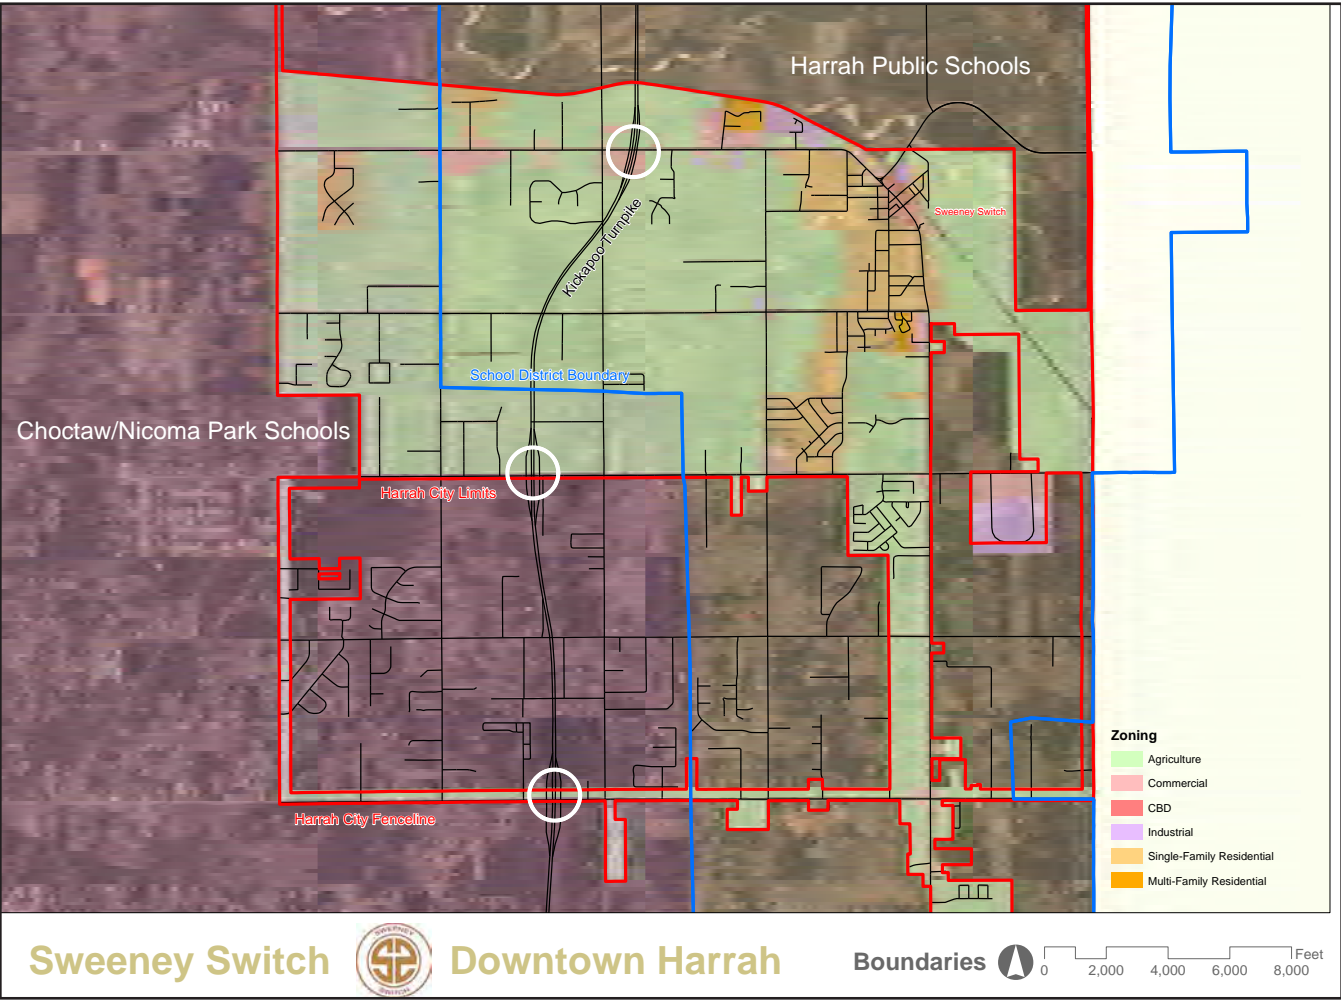 Harrah Public Schools
Sweeney Switch
Kickapoo Turnpike
School District Boundary
Choctaw/Nicoma Park Schools
Harrah City Limits
Harrah City Fenceline
Zoning
Agriculture
Commercial
CBD
Industrial
Single-Family Residential
Multi-Family Residential
Sweeney Switch
SWEENEY
SWITCH
Downtown Harrah
Boundaries
Feet
0 2,000 4,000 6,000 8,000